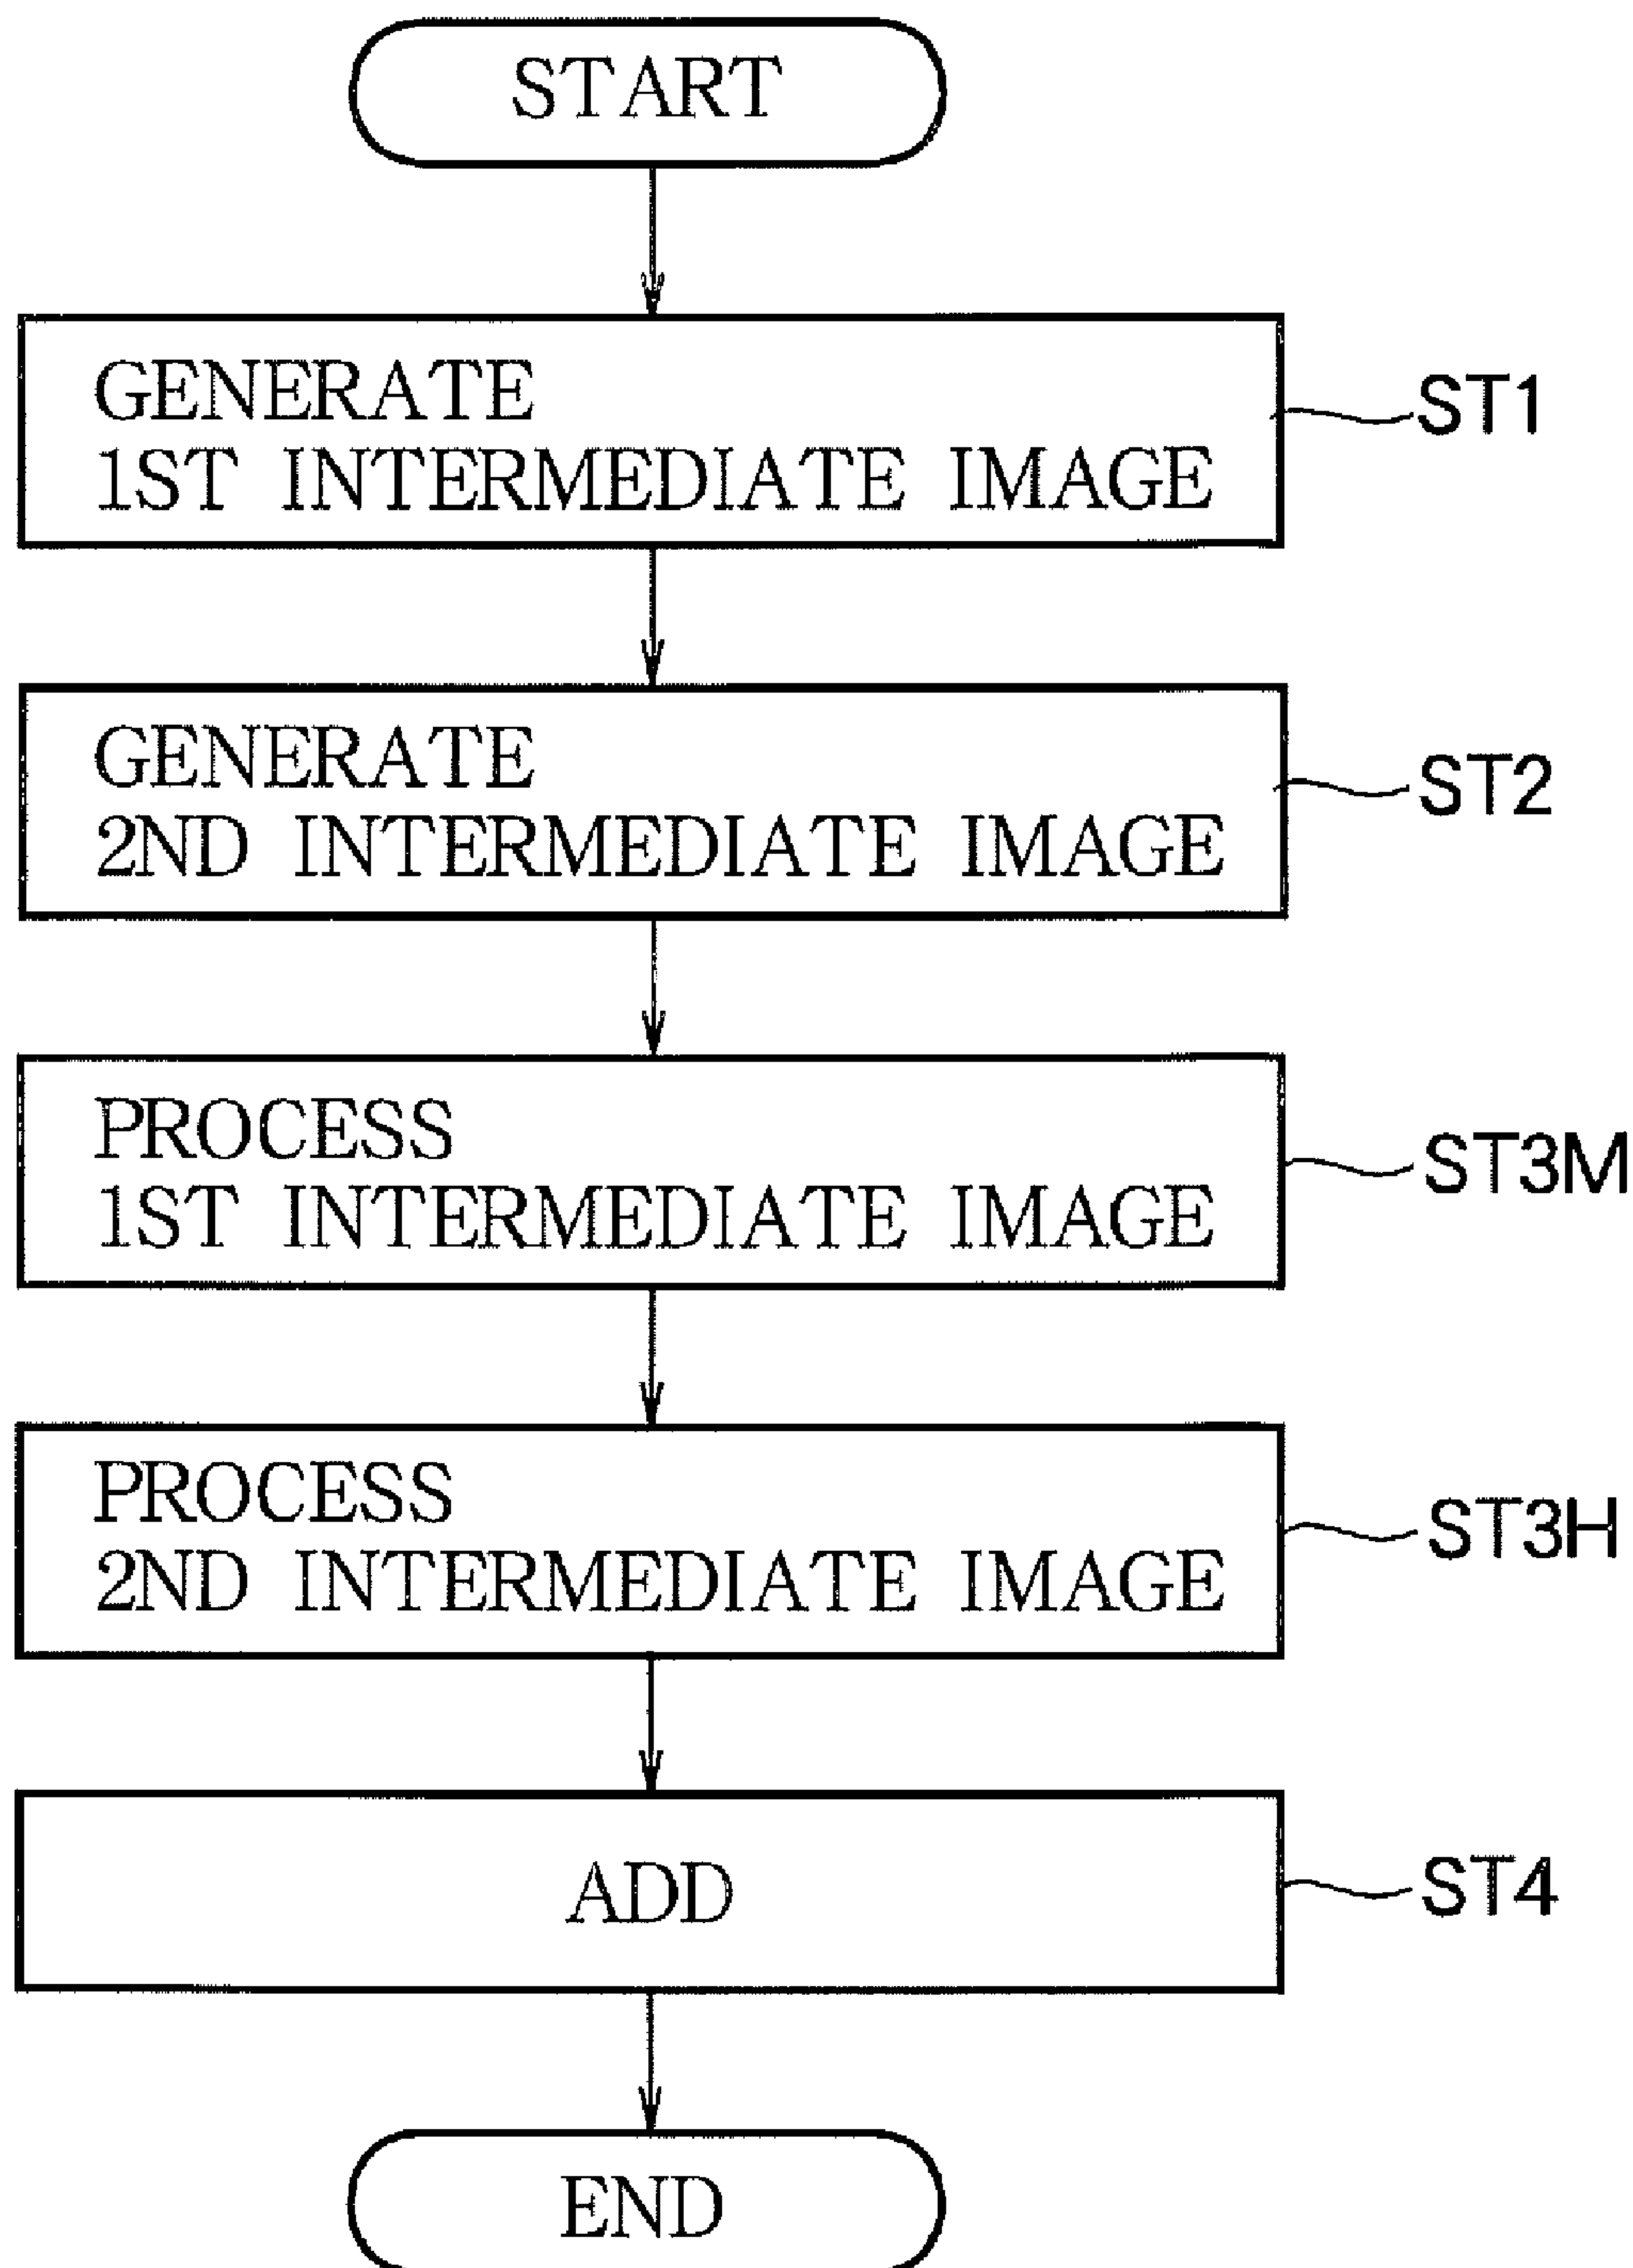 START
GENERATE
1ST INTERMEDIATE IMAGE
ST1
GENERATE
2ND INTERMEDIATE IMAGE
ST2
PROCESS
1ST INTERMEDIATE IMAGE
ST3M
PROCESS
2ND INTERMEDIATE IMAGE
ST3H
ADD
ST4
END